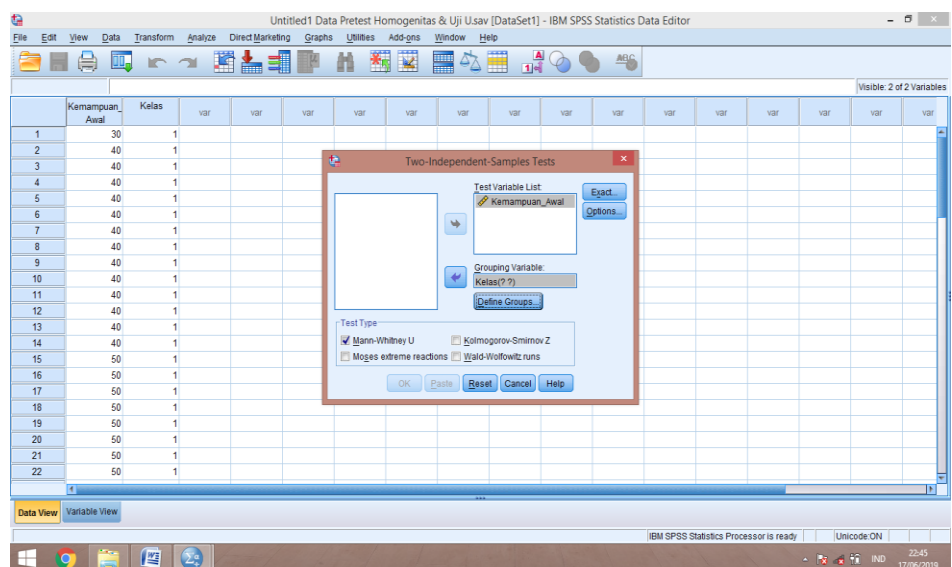 Untitled1 Data Pretest Homogenitas & Uji U.sav [DataSet1] - IBM SPSS Statistics Data Editor
File Edit View Data Transform Analyze Direct Marketing Graphs Utilities Add-ons Window Help
Visible: 2 of 2 Variables
Kemampuan_Awal Kelas var var var var var var var var var var var var var var
1 30 1
2 40 1
3 40 1
4 40 1
5 40 1
6 40 1
7 40 1
8 40 1
9 40 1
10 40 1
11 40 1
12 40 1
13 40 1
14 40 1
15 50 1
16 50 1
17 50 1
18 50 1
19 50 1
20 50 1
21 50 1
22 50 1
Two-Independent-Samples Tests
Test Variable List:
Kemampuan_Awal
Exact...
Options...
Grouping Variable:
Kelas(? ?)
Define Groups...
Test Type
Mann-Whitney U Kolmogorov-Smirnov Z
Moses extreme reactions Wald-Wolfowitz runs
OK Paste Reset Cancel Help
Data View Variable View
IBM SPSS Statistics Processor is ready Unicode:ON
IND 22:45
17/06/2019